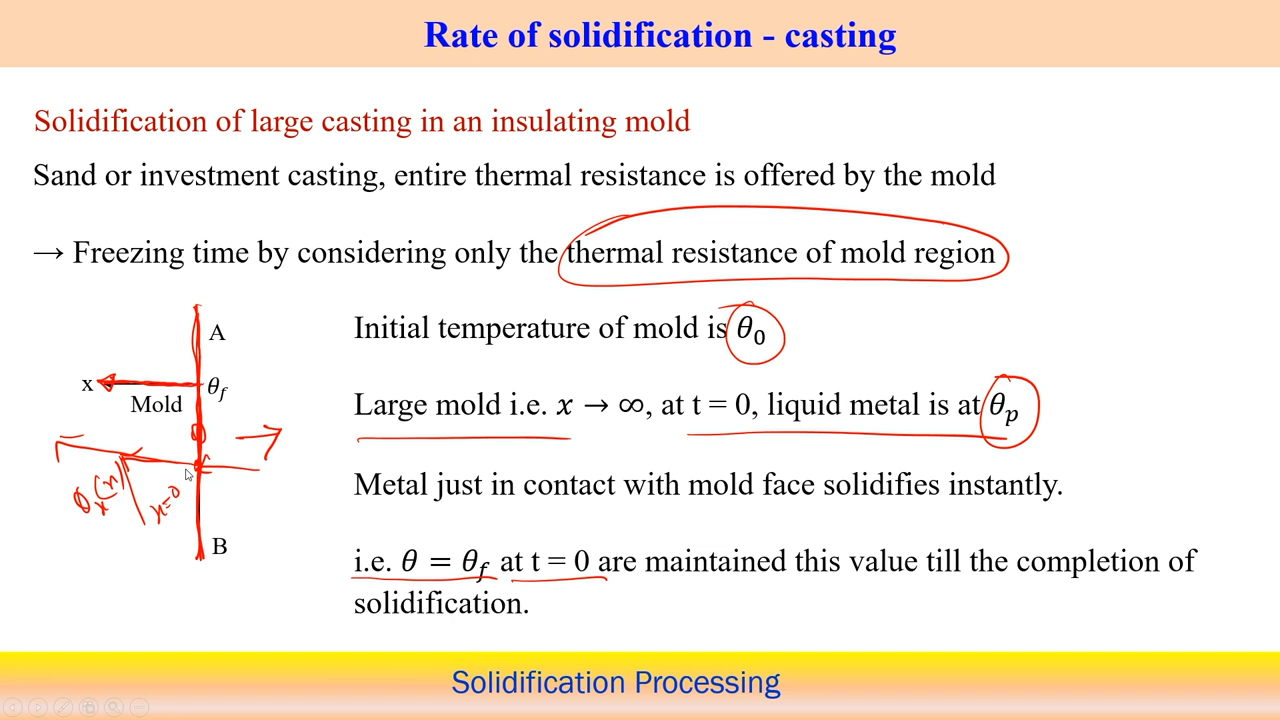 Rate of solidification - casting
Solidification of large casting in an insulating mold
Sand or investment casting, entire thermal resistance is offered by the mold
→ Freezing time by considering only the thermal resistance of mold region
Initial temperature of mold is θ₀
Large mold i.e. x → ∞, at t = 0, liquid metal is at θₚ
Metal just in contact with mold face solidifies instantly.
i.e. θ = θ_f at t = 0 are maintained this value till the completion of
solidification.
A
x
θ_f
Mold
x=0
B
Solidification Processing